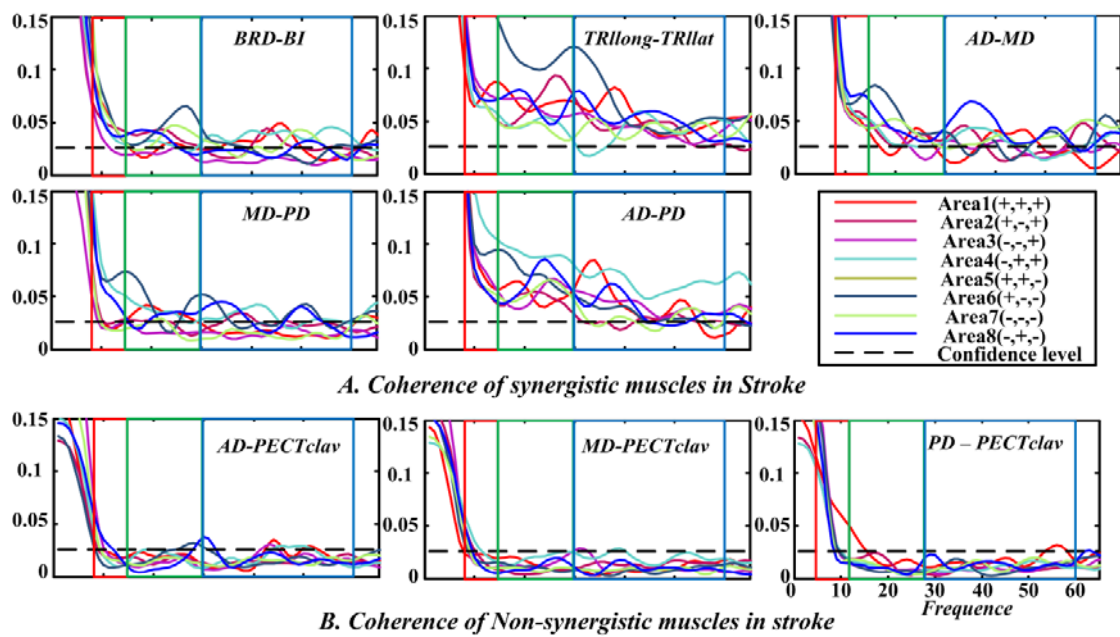 A
0.15
0.1
0.05
0
BRD-BI
0.15
0.1
0.05
0
TRIlong-TRIlat
0.15
0.1
0.05
0
AD-MD
0.15
0.1
0.05
0
MD-PD
0.15
0.1
0.05
0
AD-PD
Area1(+,+,+)
Area2(+,-,+)
Area3(-,-,+)
Area4(-,+,+)
Area5(+,+,-)
Area6(+,-,-)
Area7(-,-,-)
Area8(-,+,-)
Confidence level
A. Coherence of synergistic muscles in Stroke
B
0.15
0.1
0.05
0
AD-PECTclav
0.15
0.1
0.05
0
MD-PECTclav
0.15
0.1
0.05
0
PD – PECTclav
0 10 20 30 40 60
Frequence
B. Coherence of Non-synergistic muscles in stroke